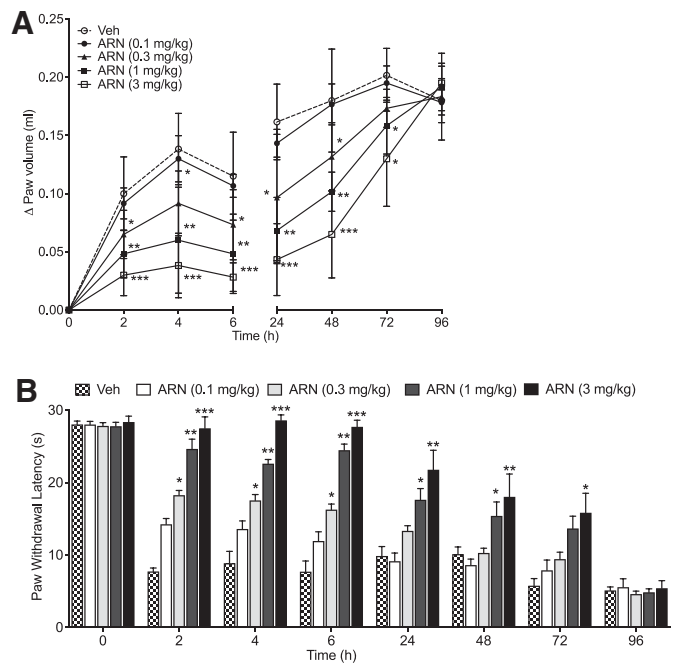 A
Veh
ARN (0.1 mg/kg)
ARN (0.3 mg/kg)
ARN (1 mg/kg)
ARN (3 mg/kg)
Δ Paw volume (ml)
0.25
0.20
0.15
0.10
0.05
0.00
* * * *
* * * *
** ** ** ** **
*** *** *** *** ***
0 2 4 6 24 48 72 96
Time (h)
B
Veh ARN (0.1 mg/kg) ARN (0.3 mg/kg) ARN (1 mg/kg) ARN (3 mg/kg)
Paw Withdrawal Latency (s)
30
20
10
0
* ** *** * ** *** * ** *** * ** * ** *
0 2 4 6 24 48 72 96
Time (h)